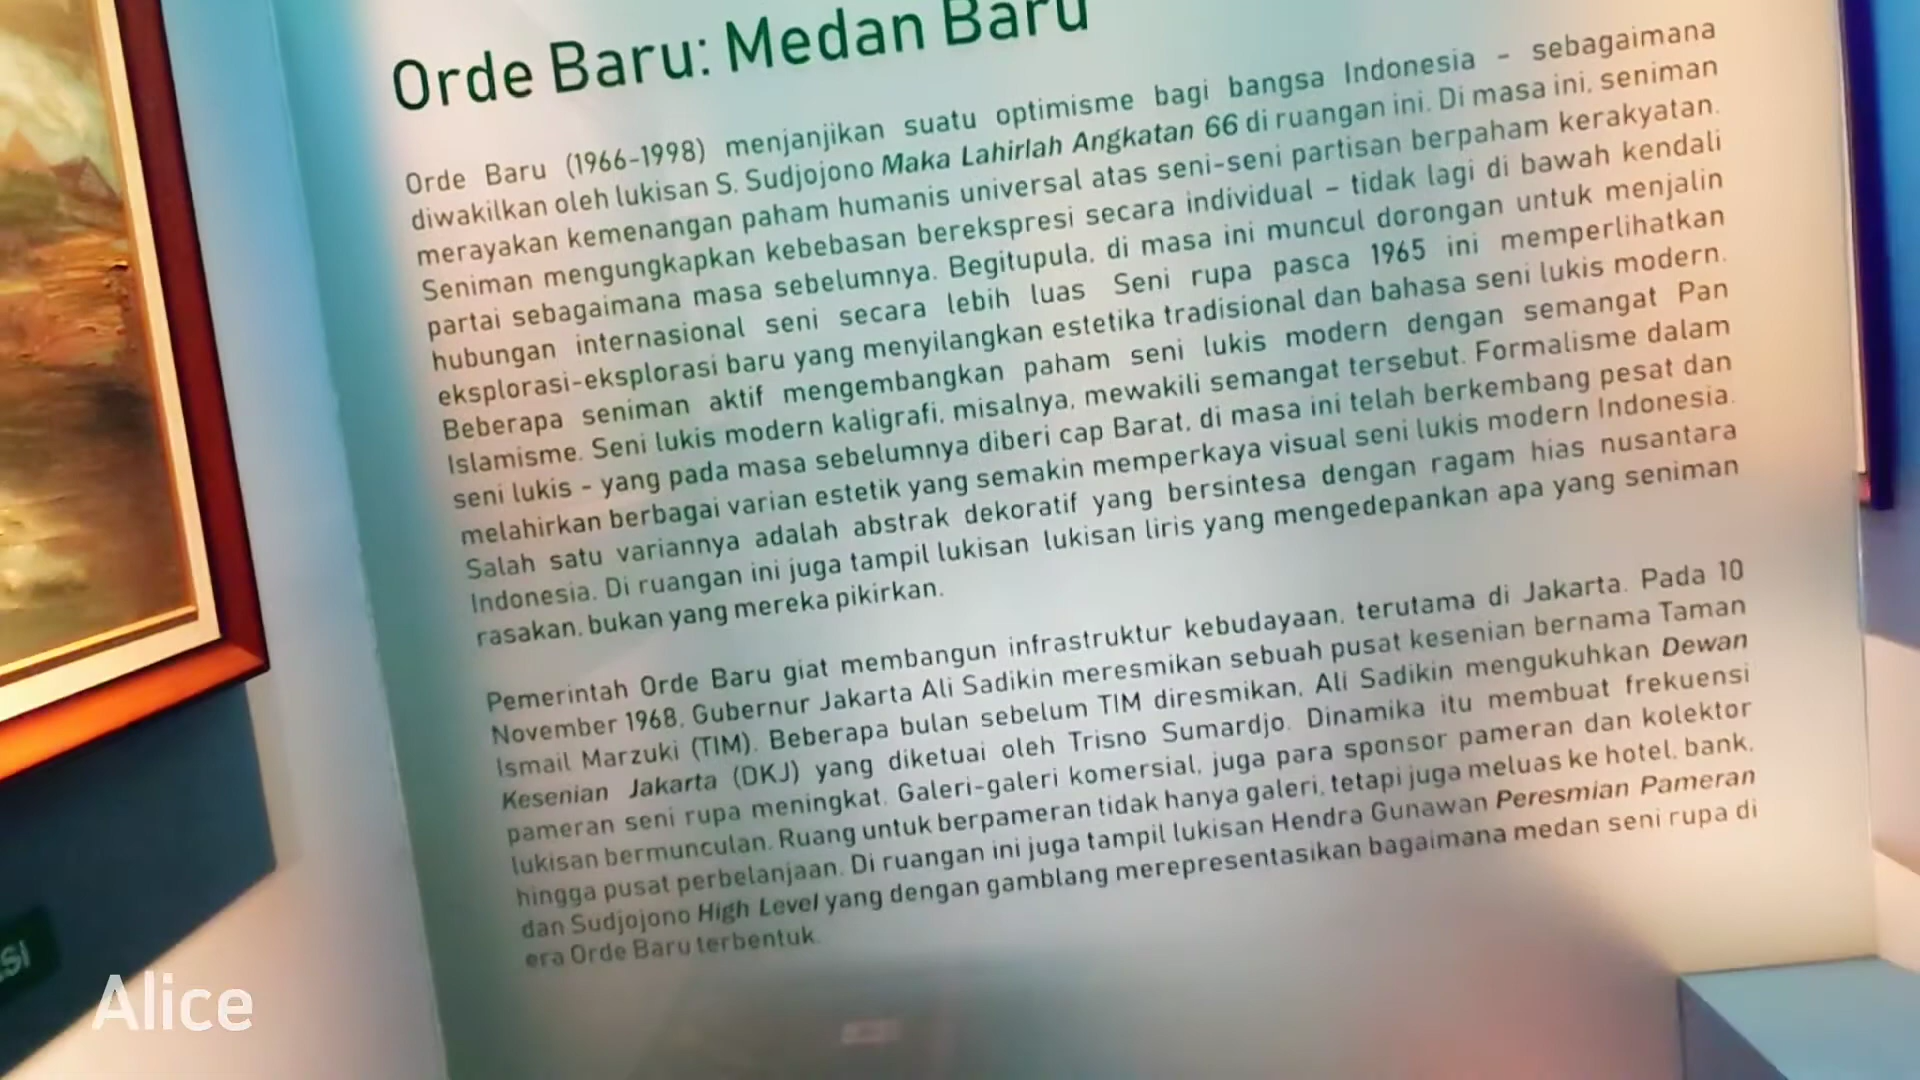 Orde Baru: Medan Baru
Orde Baru (1966-1998) menjanjikan suatu optimisme bagi bangsa Indonesia - sebagaimana
diwakilkan oleh lukisan S. Sudjojono Maka Lahirlah Angkatan 66 di ruangan ini. Di masa ini, seniman
merayakan kemenangan paham humanis universal atas seni-seni partisan berpaham kerakyatan.
Seniman mengungkapkan kebebasan berekspresi secara individual – tidak lagi di bawah kendali
partai sebagaimana masa sebelumnya. Begitupula, di masa ini muncul dorongan untuk menjalin
hubungan internasional seni secara lebih luas Seni rupa pasca 1965 ini memperlihatkan
eksplorasi-eksplorasi baru yang menyilangkan estetika tradisional dan bahasa seni lukis modern.
Beberapa seniman aktif mengembangkan paham seni lukis modern dengan semangat Pan
Islamisme. Seni lukis modern kaligrafi, misalnya, mewakili semangat tersebut. Formalisme dalam
seni lukis - yang pada masa sebelumnya diberi cap Barat, di masa ini telah berkembang pesat dan
melahirkan berbagai varian estetik yang semakin memperkaya visual seni lukis modern Indonesia.
Salah satu variannya adalah abstrak dekoratif yang bersintesa dengan ragam hias nusantara
Indonesia. Di ruangan ini juga tampil lukisan lukisan liris yang mengedepankan apa yang seniman
rasakan, bukan yang mereka pikirkan.
Pemerintah Orde Baru giat membangun infrastruktur kebudayaan, terutama di Jakarta. Pada 10
November 1968, Gubernur Jakarta Ali Sadikin meresmikan sebuah pusat kesenian bernama Taman
Ismail Marzuki (TIM). Beberapa bulan sebelum TIM diresmikan, Ali Sadikin mengukuhkan Dewan
Kesenian Jakarta (DKJ) yang diketuai oleh Trisno Sumardjo. Dinamika itu membuat frekuensi
pameran seni rupa meningkat. Galeri-galeri komersial, juga para sponsor pameran dan kolektor
lukisan bermunculan. Ruang untuk berpameran tidak hanya galeri, tetapi juga meluas ke hotel, bank,
hingga pusat perbelanjaan. Di ruangan ini juga tampil lukisan Hendra Gunawan Peresmian Pameran
dan Sudjojono High Level yang dengan gamblang merepresentasikan bagaimana medan seni rupa di
era Orde Baru terbentuk.
Alice